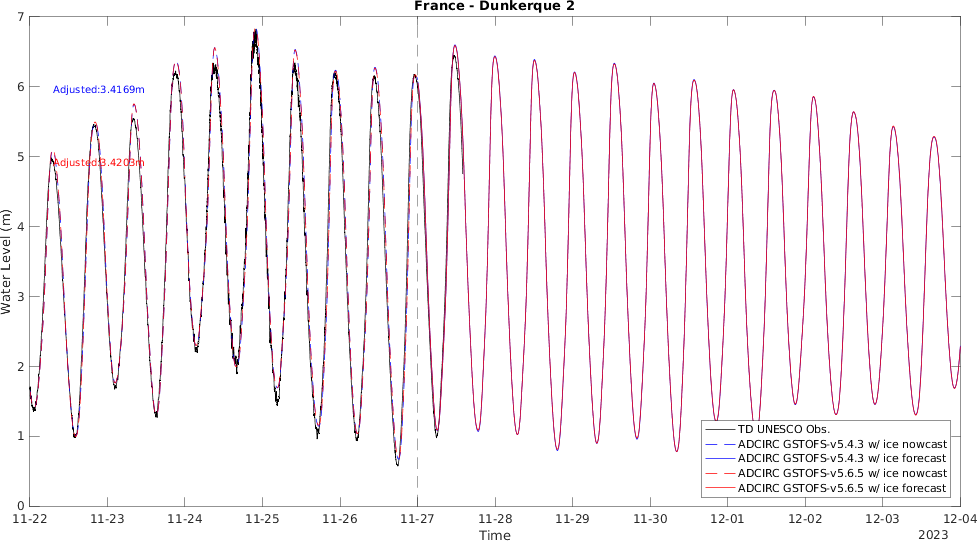 France - Dunkerque 2
7
6
5
4
3
2
1
0
Water Level (m)
Adjusted:3.4169m
Adjusted:3.4203m
TD UNESCO Obs.
ADCIRC GSTOFS-v5.4.3 w/ ice nowcast
ADCIRC GSTOFS-v5.4.3 w/ ice forecast
ADCIRC GSTOFS-v5.6.5 w/ ice nowcast
ADCIRC GSTOFS-v5.6.5 w/ ice forecast
11-22 11-23 11-24 11-25 11-26 11-27 11-28 11-29 11-30 12-01 12-02 12-03 12-04
Time
2023